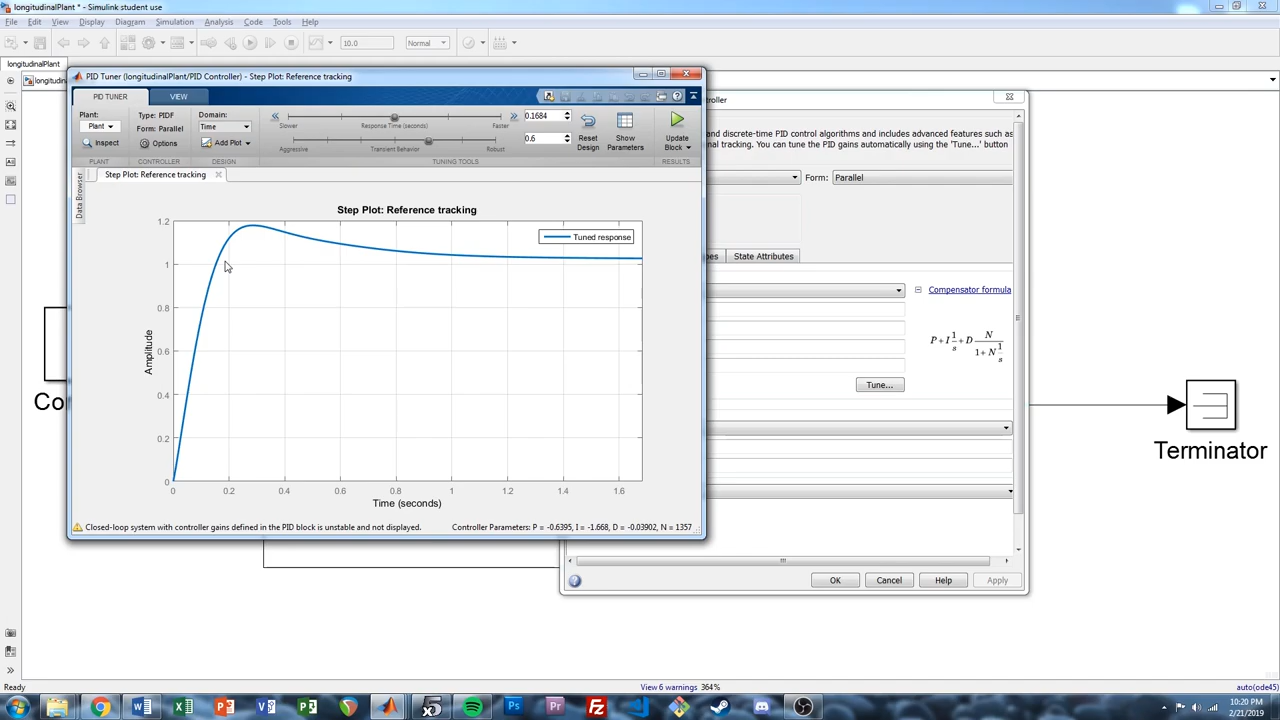 longitudinalPlant * - Simulink student use
File Edit View Display Diagram Simulation Analysis Code Tools Help
10.0 Normal
longitudinalPlant
longitudin
PID Tuner (longitudinalPlant/PID Controller) - Step Plot: Reference tracking
PID TUNER VIEW
Plant: Type: PIDF Domain:
Plant Form: Parallel Time
Inspect Options Add Plot
Slower Response Time (seconds) Faster 0.1684
Aggressive Transient Behavior Robust 0.6
Reset Design
Show Parameters
Update Block
PLANT CONTROLLER DESIGN TUNING TOOLS RESULTS
Data Browser
Step Plot: Reference tracking
Step Plot: Reference tracking
Tuned response
1.2
1
0.8
0.6
0.4
0.2
0
Amplitude
0 0.2 0.4 0.6 0.8 1 1.2 1.4 1.6
Time (seconds)
Closed-loop system with controller gains defined in the PID block is unstable and not displayed. Controller Parameters: P = -0.6395, I = -1.668, D = -0.03902, N = 1357
ntroller
and discrete-time PID control algorithm and includes advanced features such as
nal tracking. You can tune the PID gains automatically using the 'Tune...' button
Form: Parallel
pes State Attributes
Compensator formula
P+I 1/s +D N/(1+N 1/s)
Tune...
OK Cancel Help Apply
Co
Terminator
Ready View 6 warnings 364% auto(ode45)
10:20 PM
2/21/2019